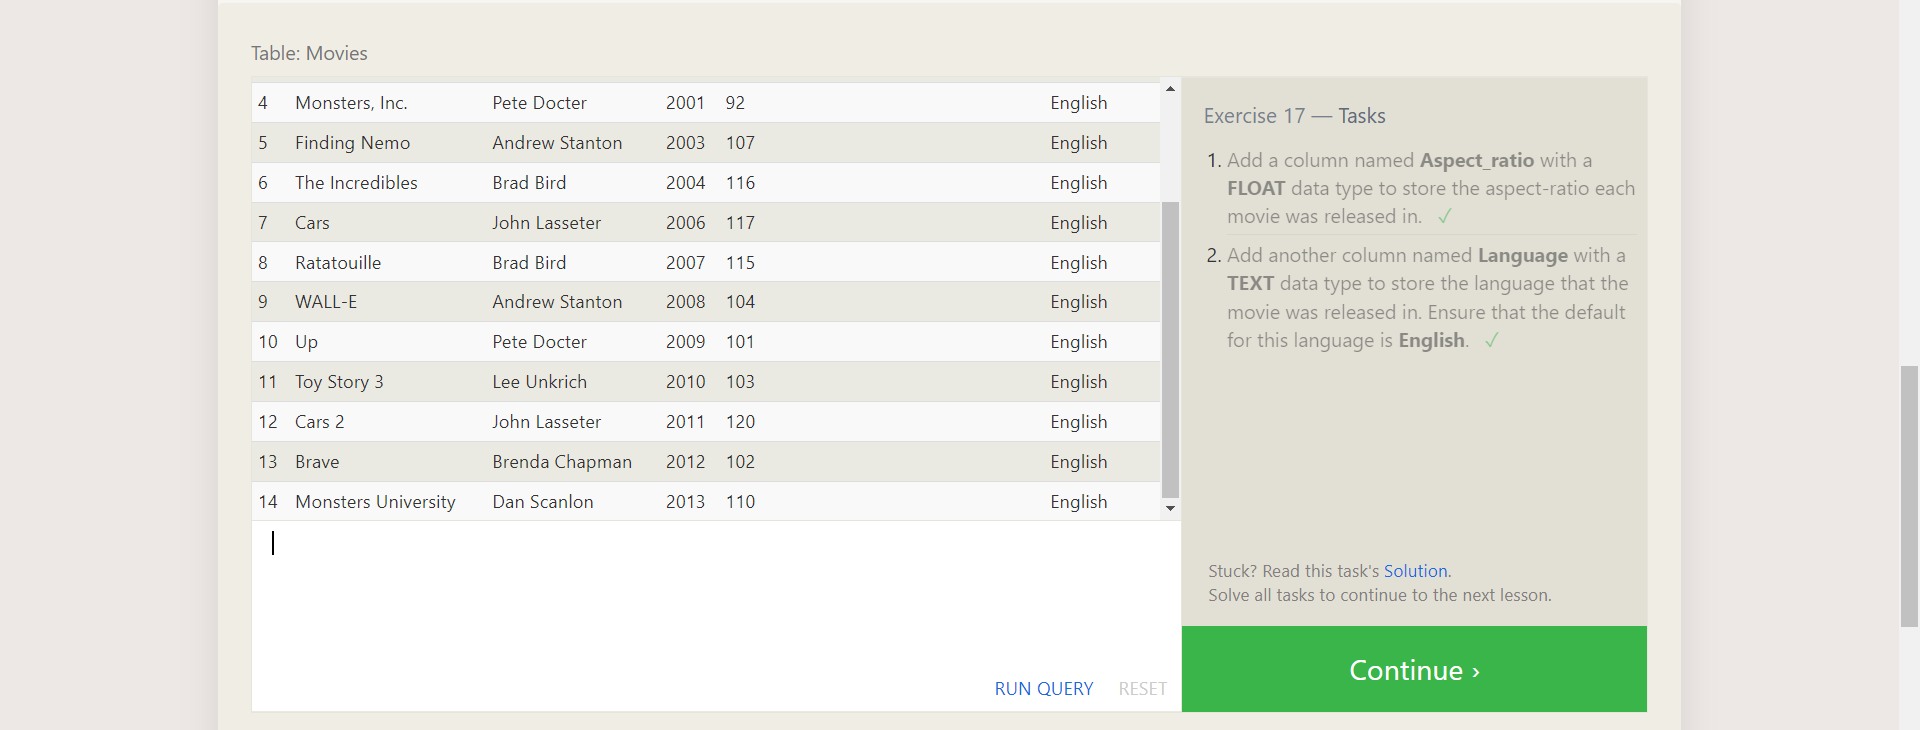 Table: Movies
4 Monsters, Inc. Pete Docter 2001 92 English
5 Finding Nemo Andrew Stanton 2003 107 English
6 The Incredibles Brad Bird 2004 116 English
7 Cars John Lasseter 2006 117 English
8 Ratatouille Brad Bird 2007 115 English
9 WALL-E Andrew Stanton 2008 104 English
10 Up Pete Docter 2009 101 English
11 Toy Story 3 Lee Unkrich 2010 103 English
12 Cars 2 John Lasseter 2011 120 English
13 Brave Brenda Chapman 2012 102 English
14 Monsters University Dan Scanlon 2013 110 English
RUN QUERY RESET
Exercise 17 — Tasks
1. Add a column named Aspect_ratio with a
FLOAT data type to store the aspect-ratio each
movie was released in. ✓
2. Add another column named Language with a
TEXT data type to store the language that the
movie was released in. Ensure that the default
for this language is English. ✓
Stuck? Read this task's Solution.
Solve all tasks to continue to the next lesson.
Continue ›